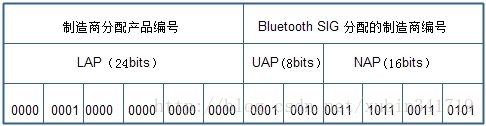 制造商分配产品编号 Bluetooth SIG 分配的制造商编号
LAP（24bits） UAP(8bits) NAP(16bits)
0000 0001 0000 0000 0000 0000 0001 0010 0011 1011 0011 0101